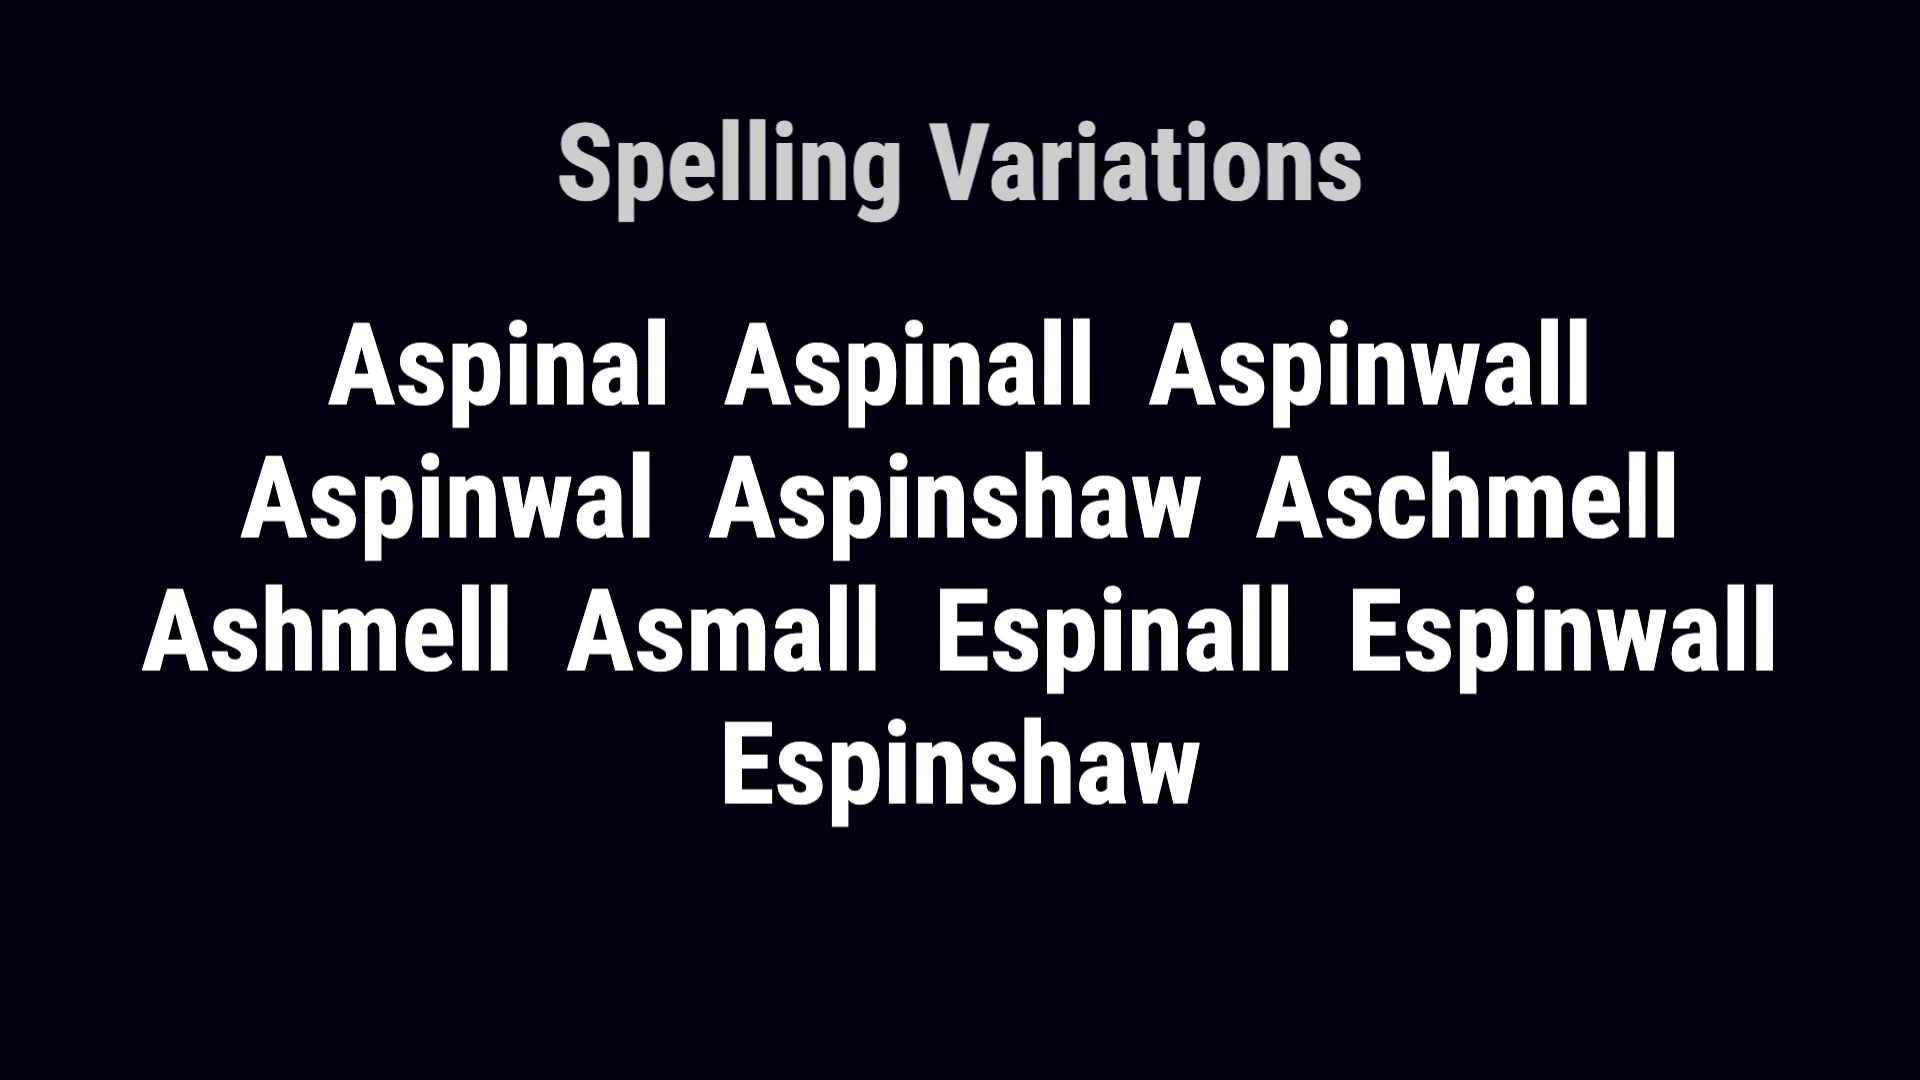 Spelling Variations
Aspinal Aspinall Aspinwall
Aspinwal Aspinshaw Aschmell
Ashmell Asmall Espinall Espinwall
Espinshaw